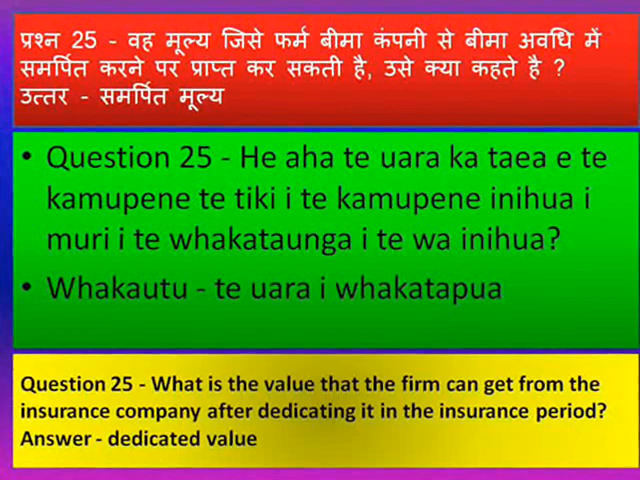 प्रश्न 25 - वह मूल्य जिसे फर्म बीमा कंपनी से बीमा अवधि में
समर्पित करने पर प्राप्त कर सकती है, उसे क्या कहते है ?
उत्तर - समर्पित मूल्य
• Question 25 - He aha te uara ka taea e te
kamupene te tiki i te kamupene inihua i
muri i te whakataunga i te wa inihua?
• Whakautu - te uara i whakatapua
Question 25 - What is the value that the firm can get from the
insurance company after dedicating it in the insurance period?
Answer - dedicated value